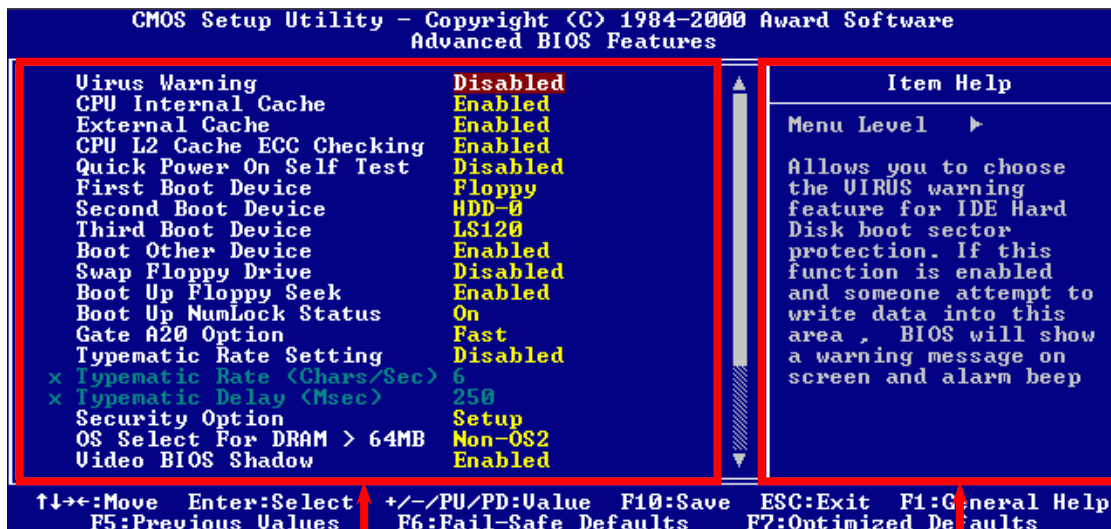 CMOS Setup Utility - Copyright (C) 1984-2000 Award Software
Advanced BIOS Features
Virus Warning Disabled
CPU Internal Cache Enabled
External Cache Enabled
CPU L2 Cache ECC Checking Enabled
Quick Power On Self Test Disabled
First Boot Device Floppy
Second Boot Device HDD-0
Third Boot Device LS120
Boot Other Device Enabled
Swap Floppy Drive Disabled
Boot Up Floppy Seek Enabled
Boot Up NumLock Status On
Gate A20 Option Fast
Typematic Rate Setting Disabled
x Typematic Rate (Chars/Sec) 6
x Typematic Delay (Msec) 250
Security Option Setup
OS Select For DRAM > 64MB Non-OS2
Video BIOS Shadow Enabled
Item Help
Menu Level ▶
Allows you to choose
the VIRUS warning
feature for IDE Hard
Disk boot sector
protection. If this
function is enabled
and someone attempt to
write data into this
area , BIOS will show
a warning message on
screen and alarm beep
↑↓→←:Move Enter:Select +/-/PU/PD:Value F10:Save ESC:Exit F1:General Help
F5:Previous Values F6:Fail-Safe Defaults F7:Optimized Defaults